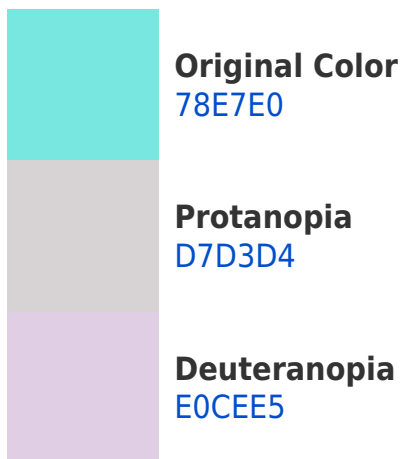 Original Color
78E7E0
Protanopia
D7D3D4
Deuteranopia
E0CEE5